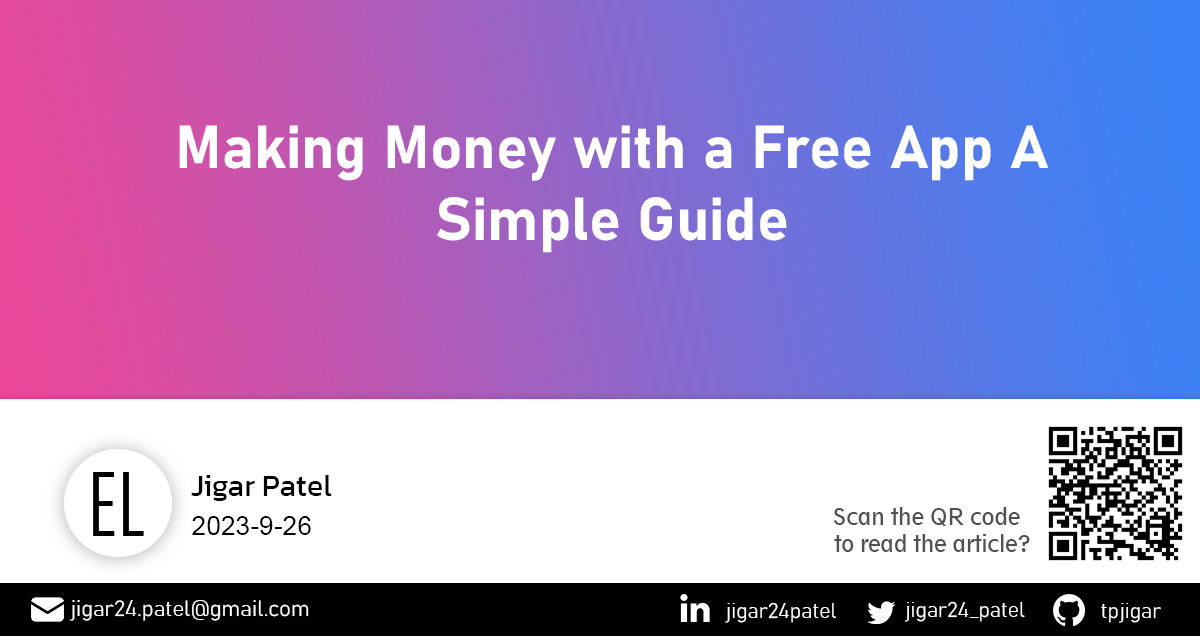 Making Money with a Free App A
Simple Guide
EL
Jigar Patel
2023-9-26
Scan the QR code
to read the article?
jigar24.patel@gmail.com
in
jigar24patel
jigar24_patel
tpjigar